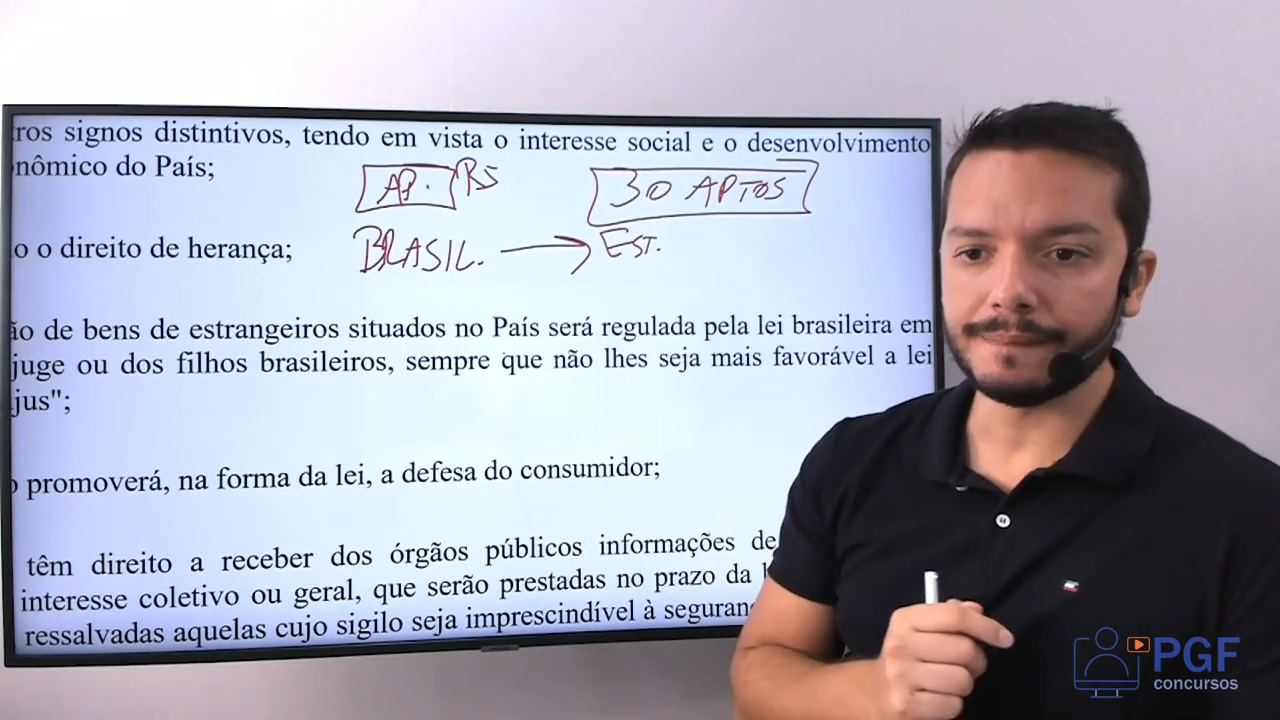 ros signos distintivos, tendo em vista o interesse social e o desenvolvimento
nômico do País;
AP. RJ
30 APTOS
o o direito de herança;
BRASIL. → EST.
ão de bens de estrangeiros situados no País será regulada pela lei brasileira em
juge ou dos filhos brasileiros, sempre que não lhes seja mais favorável a lei
jus";
o promoverá, na forma da lei, a defesa do consumidor;
têm direito a receber dos órgãos públicos informações de
interesse coletivo ou geral, que serão prestadas no prazo da
ressalvadas aquelas cujo sigilo seja imprescindível à seguran
PGF
concursos